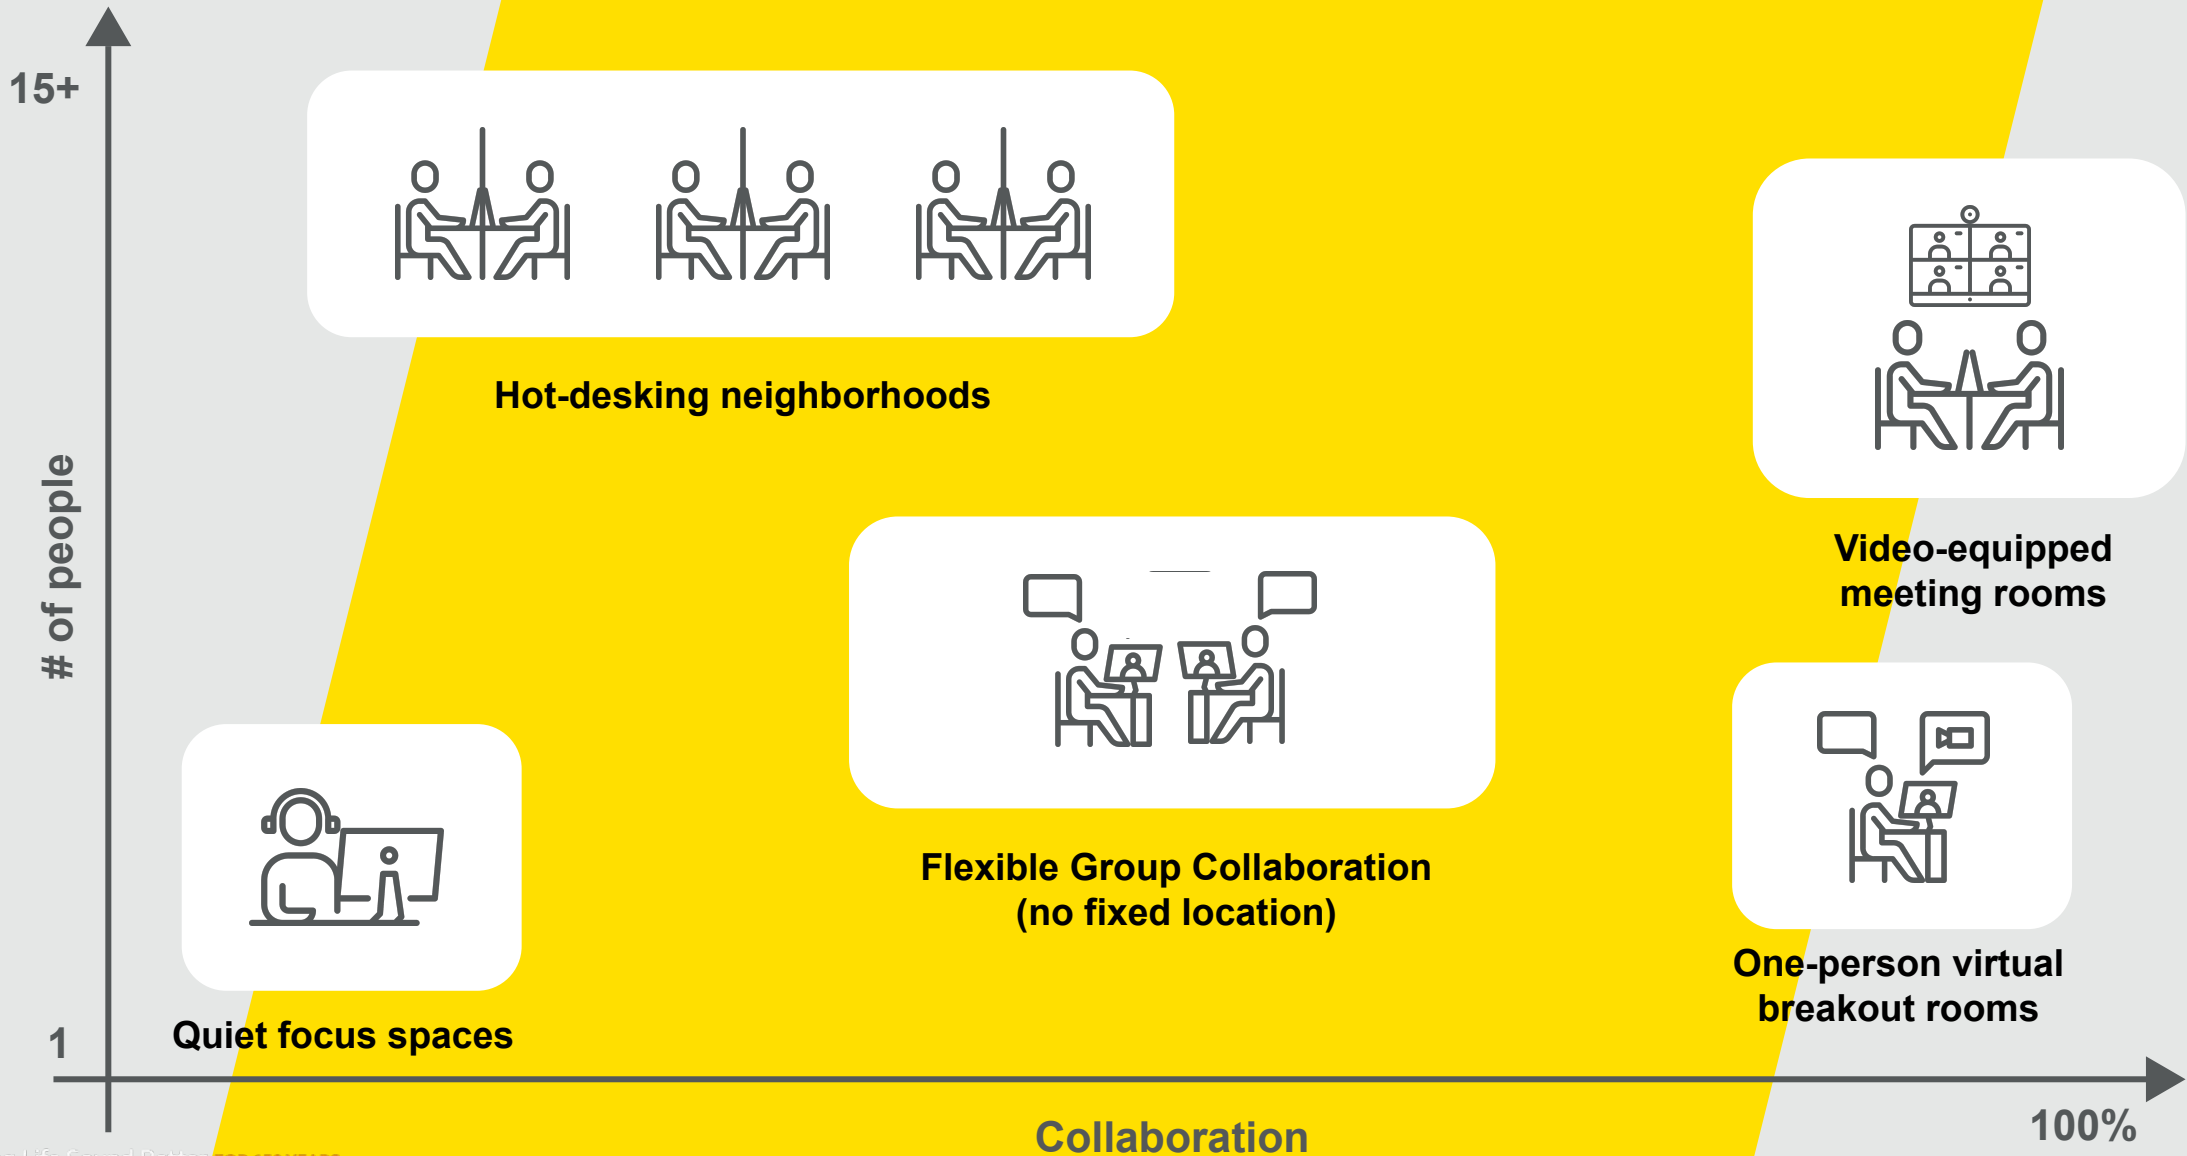 15+
Hot-desking neighborhoods
# of people
Video-equipped
meeting rooms
Flexible Group Collaboration
(no fixed location)
One-person virtual
breakout rooms
Quiet focus spaces
1
Collaboration
100%